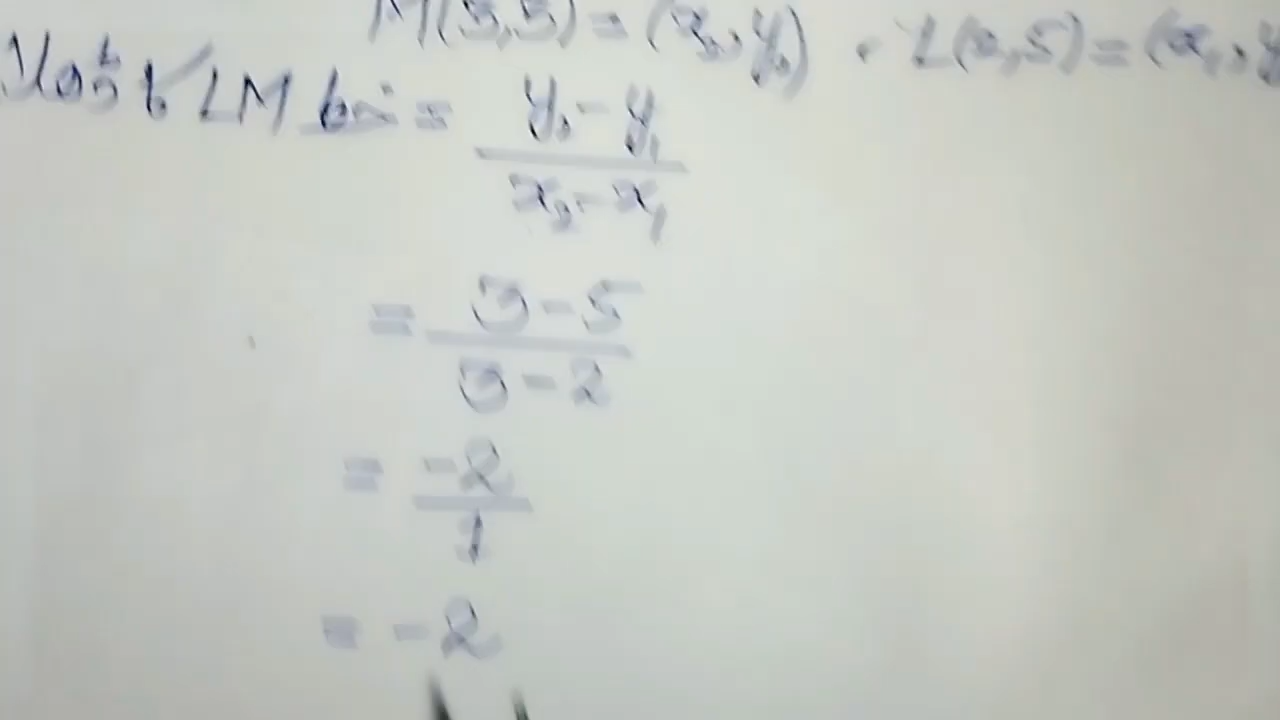 M(3,3) = (x₂, y₂) , L(2,5) = (x₁, y
LM = y₂ - y₁ / x₂ - x₁
= 3 - 5 / 3 - 2
= -2 / 1
= -2